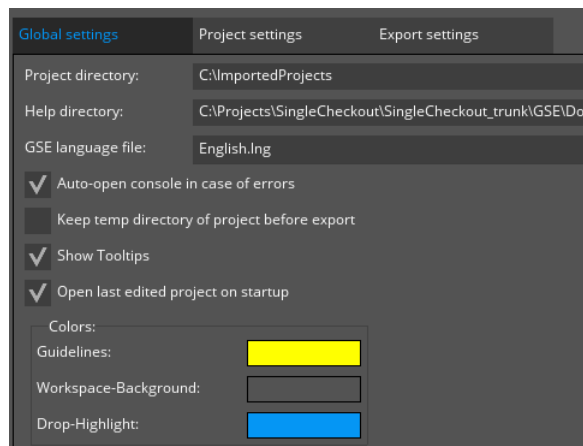 Global settings Project settings Export settings
Project directory: C:\ImportedProjects
Help directory: C:\Projects\SingleCheckout\SingleCheckout_trunk\GSE\Do
GSE language file: English.lng
Auto-open console in case of errors
Keep temp directory of project before export
Show Tooltips
Open last edited project on startup
Colors:
Guidelines:
Workspace-Background:
Drop-Highlight: